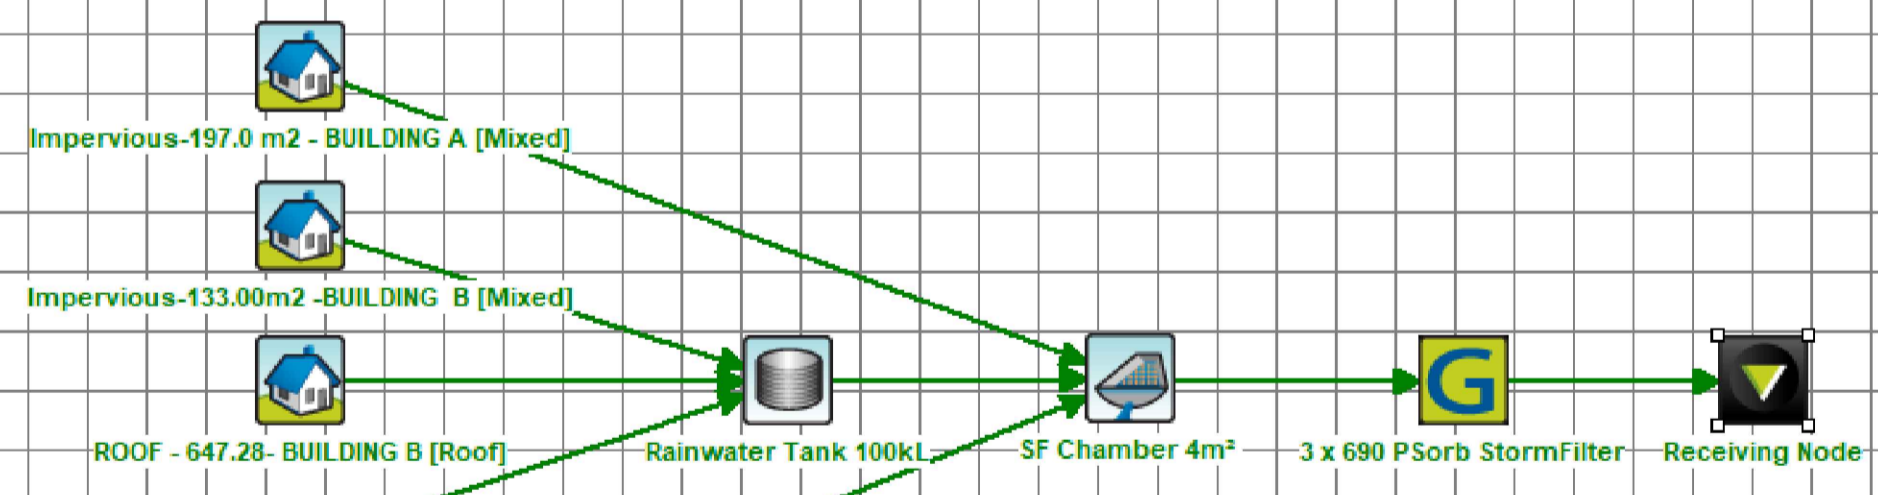 Impervious-197.0 m2 - BUILDING A [Mixed]
Impervious-133.00m2 -BUILDING  B [Mixed]
ROOF - 647.28- BUILDING B [Roof]
Rainwater Tank 100kL
SF Chamber 4m²
G
3 x 690 PSorb StormFilter
Receiving Node